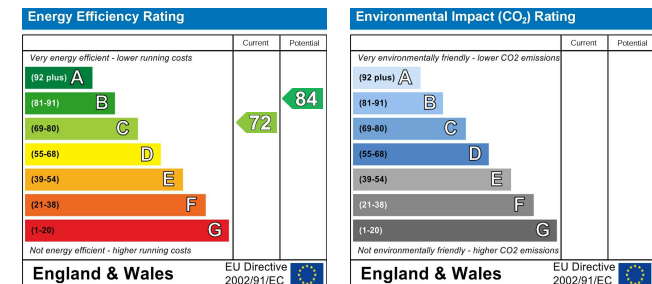 Energy Efficiency Rating
Current Potential
Very energy efficient - lower running costs
(92 plus) A
(81-91) B
84
(69-80) C
72
(55-68) D
(39-54) E
(21-38) F
(1-20) G
Not energy efficient - higher running costs
England & Wales
EU Directive
2002/91/EC
Environmental Impact (CO₂) Rating
Current Potential
Very environmentally friendly - lower CO2 emissions
(92 plus) A
(81-91) B
(69-80) C
(55-68) D
(39-54) E
(21-38) F
(1-20) G
Not environmentally friendly - higher CO2 emissions
England & Wales
EU Directive
2002/91/EC